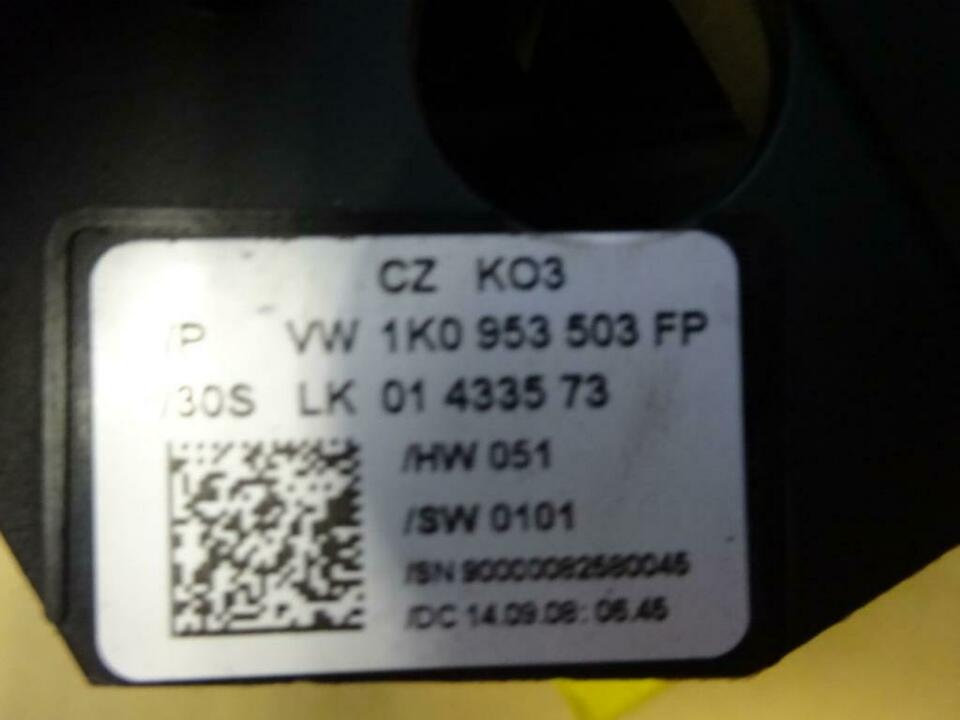 CZ KO3
/P VW 1K0 953 503 FP
/30S LK 01 4335 73
/HW 051
/SW 0101
/SN 90000082580045
/DC 14.09.08: 06.45